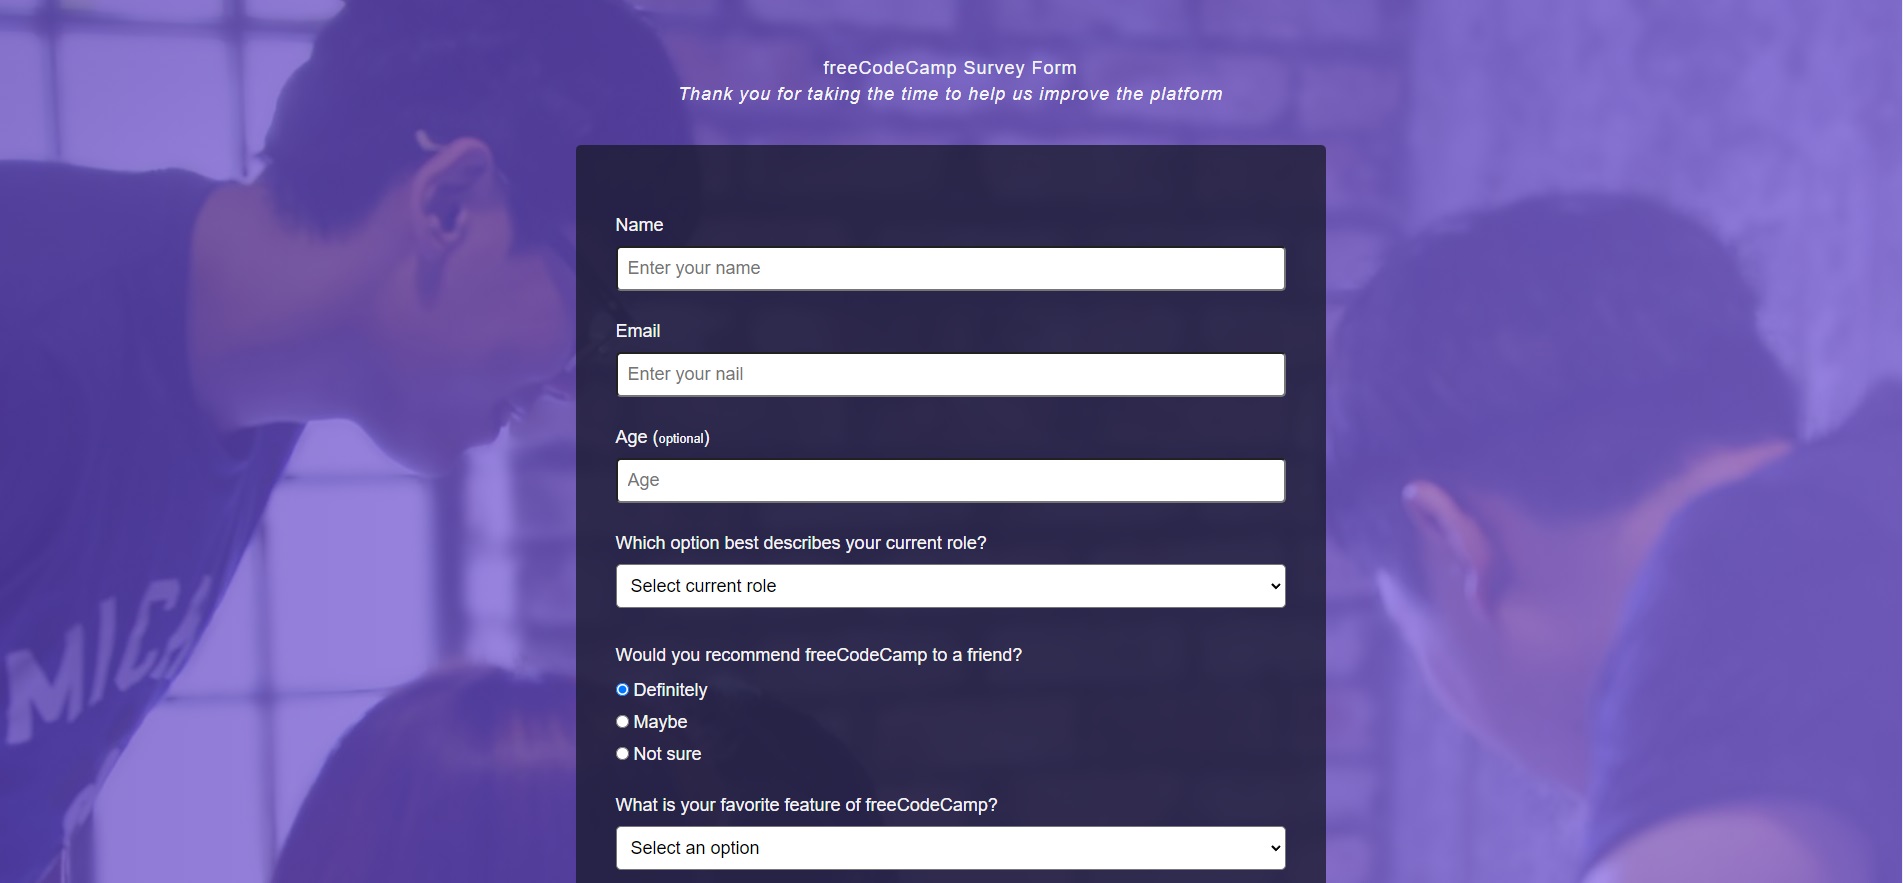 freeCodeCamp Survey Form
Thank you for taking the time to help us improve the platform
Name
Enter your name
Email
Enter your nail
Age (optional)
Age
Which option best describes your current role?
Select current role
Would you recommend freeCodeCamp to a friend?
Definitely
Maybe
Not sure
What is your favorite feature of freeCodeCamp?
Select an option
MICH